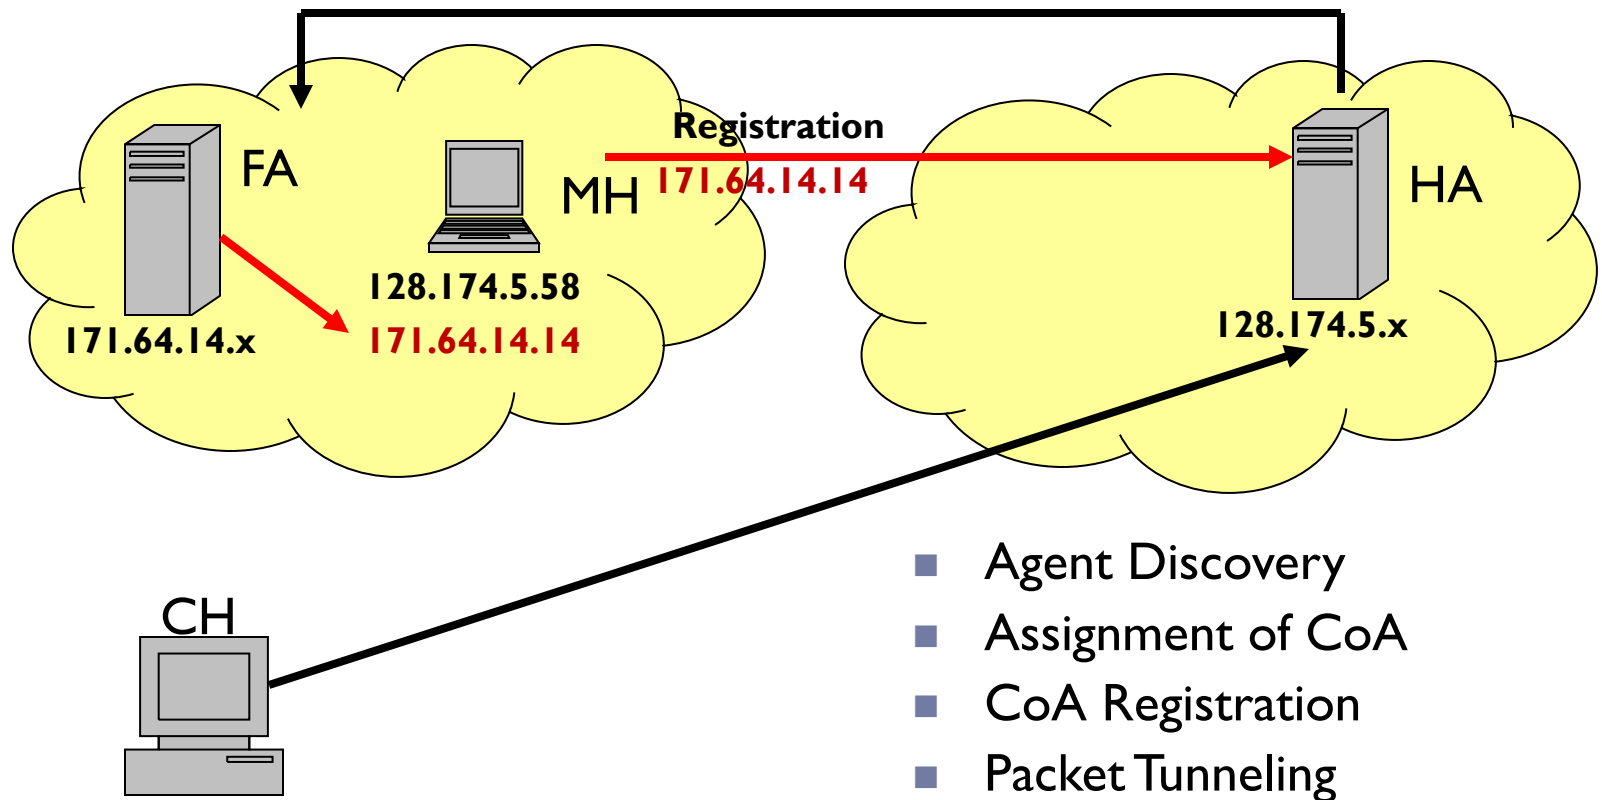 Registration
171.64.14.14
FA
MH
HA
128.174.5.58
171.64.14.x
171.64.14.14
128.174.5.x
CH
Agent Discovery
Assignment of CoA
CoA Registration
Packet Tunneling